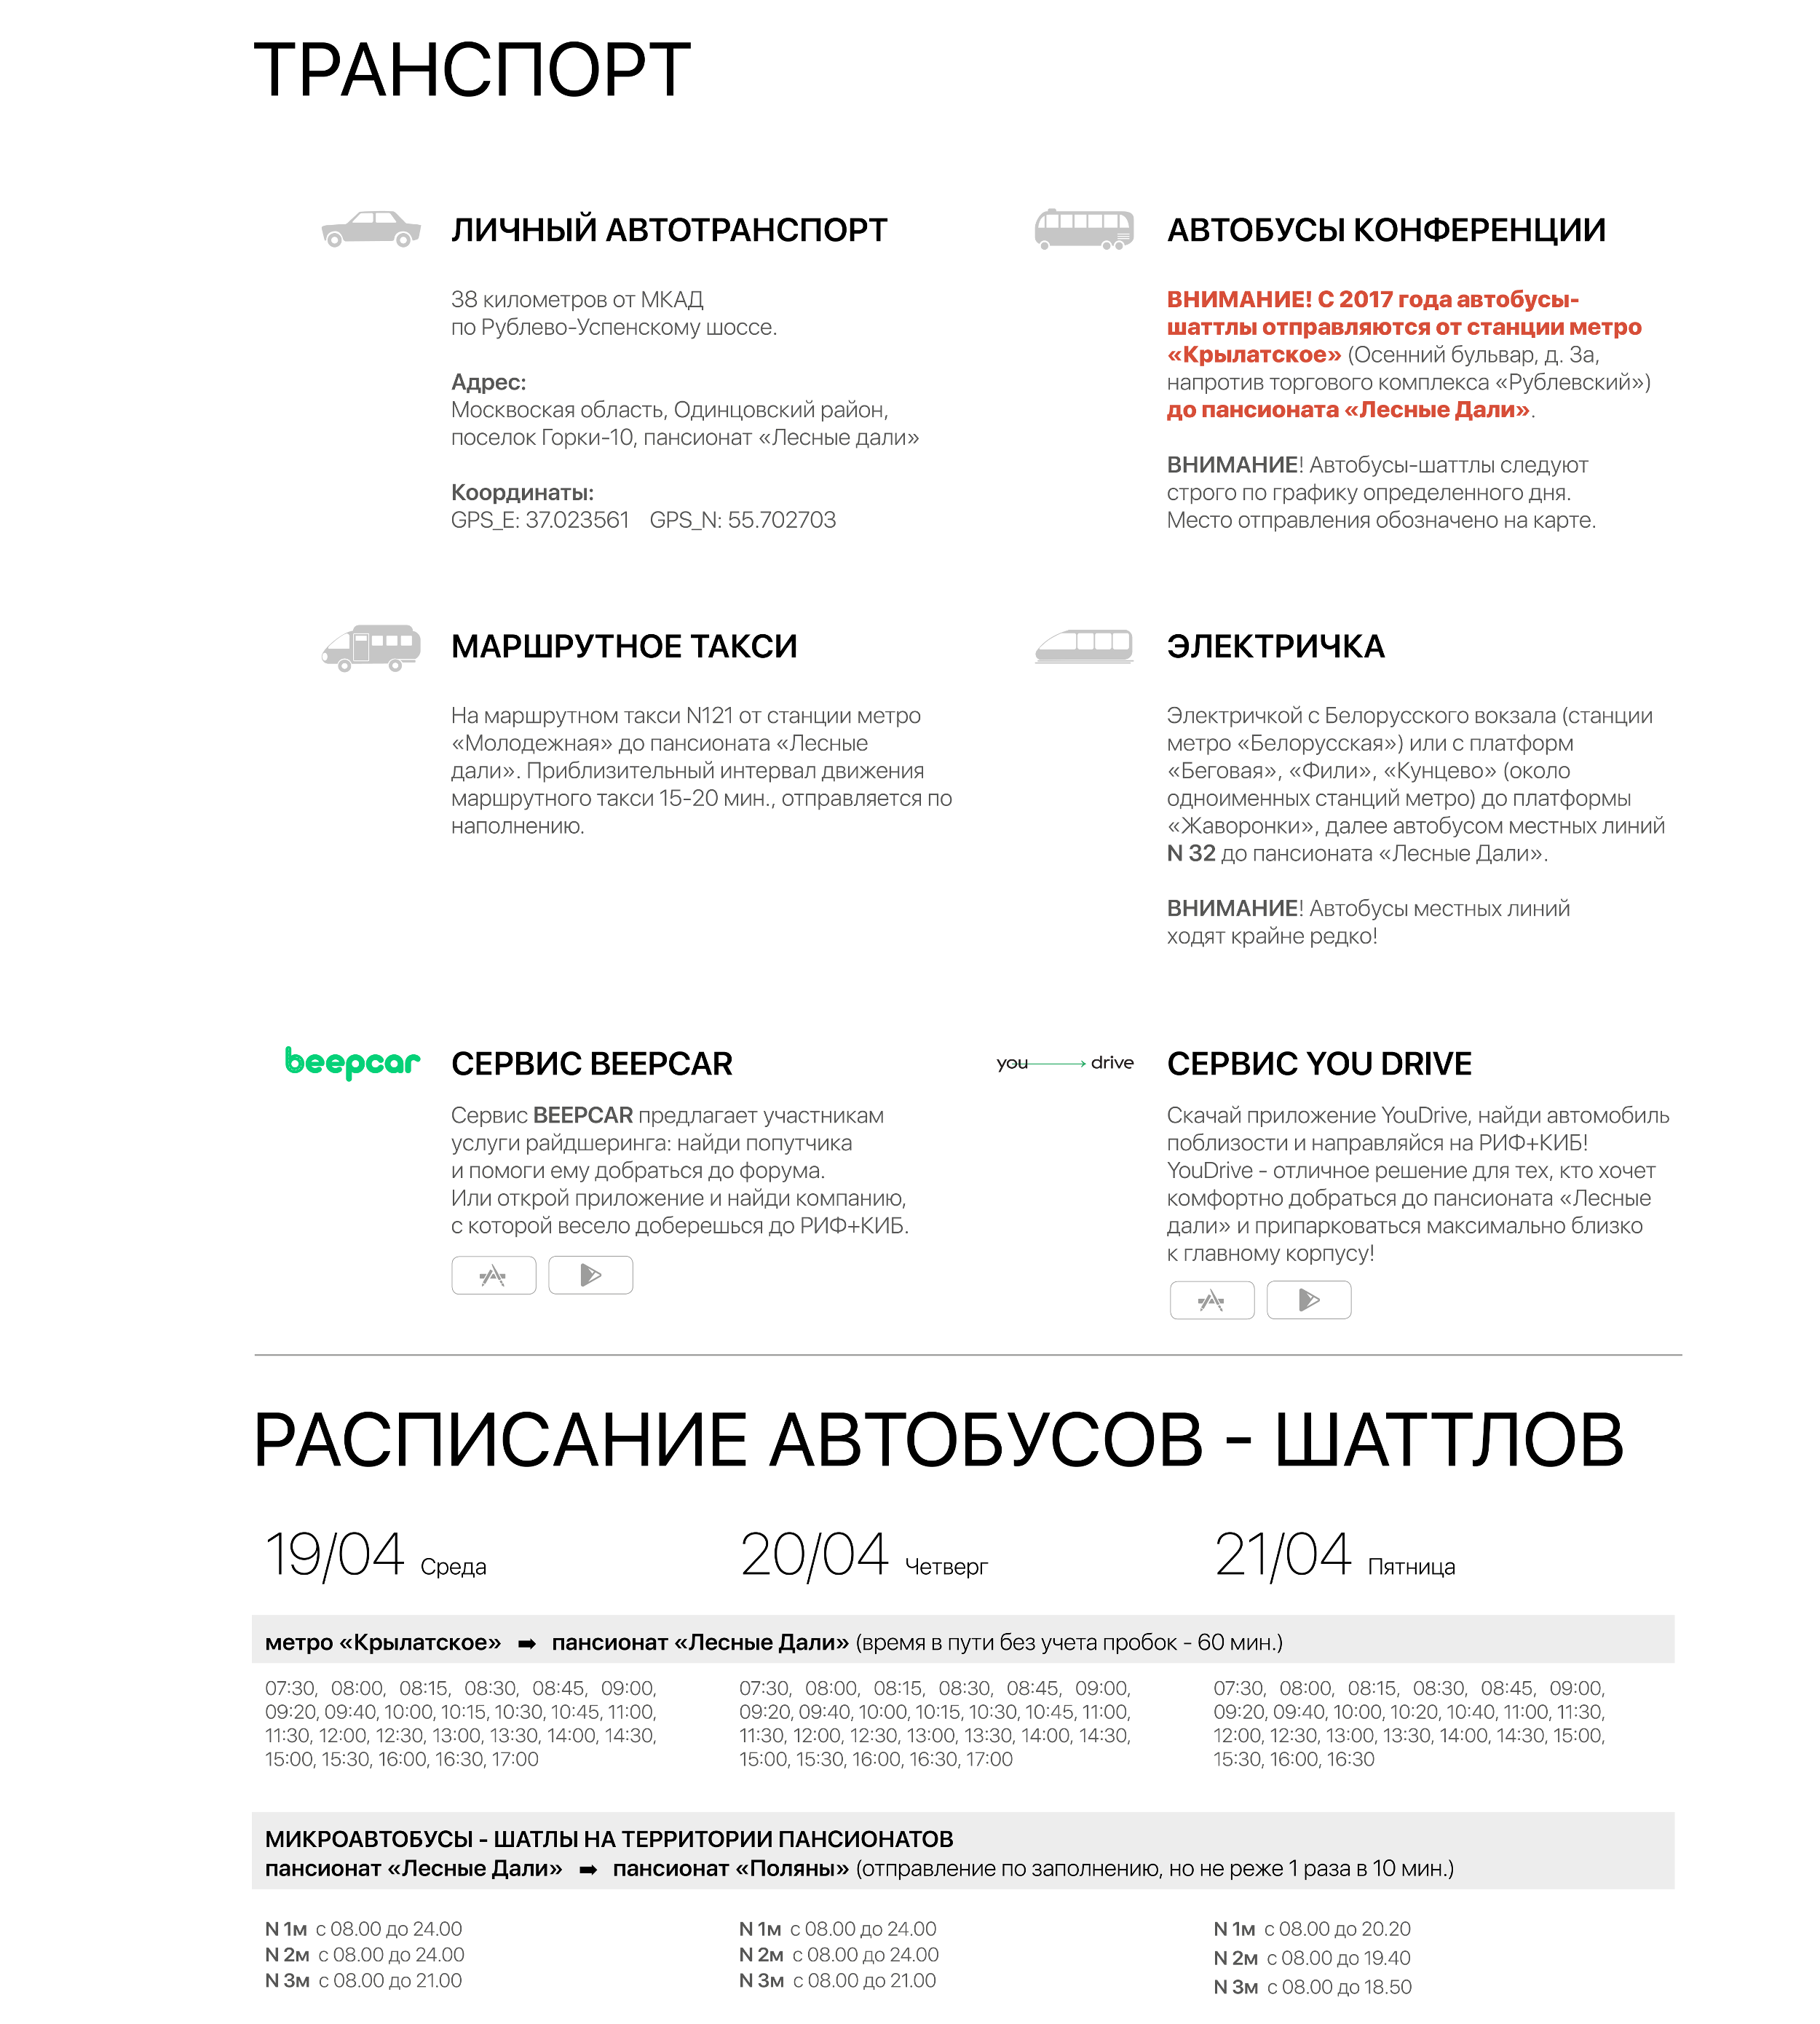 ТРАНСПОРТ
ЛИЧНЫЙ АВТОТРАНСПОРТ
38 километров от МКАД
по Рублево-Успенскому шоссе.
Адрес:
Москвоская область, Одинцовский район,
поселок Горки-10, пансионат «Лесные дали»
Координаты:
GPS_E: 37.023561 GPS_N: 55.702703
АВТОБУСЫ КОНФЕРЕНЦИИ
ВНИМАНИЕ! С 2017 года автобусы-
шаттлы отправляются от станции метро
«Крылатское» (Осенний бульвар, д. 3а,
напротив торгового комплекса «Рублевский»)
до пансионата «Лесные Дали».
ВНИМАНИЕ! Автобусы-шаттлы следуют
строго по графику определенного дня.
Место отправления обозначено на карте.
МАРШРУТНОЕ ТАКСИ
На маршрутном такси N121 от станции метро
«Молодежная» до пансионата «Лесные
дали». Приблизительный интервал движения
маршрутного такси 15-20 мин., отправляется по
наполнению.
ЭЛЕКТРИЧКА
Электричкой с Белорусского вокзала (станции
метро «Белорусская») или с платформ
«Беговая», «Фили», «Кунцево» (около
одноименных станций метро) до платформы
«Жаворонки», далее автобусом местных линий
N 32 до пансионата «Лесные Дали».
ВНИМАНИЕ! Автобусы местных линий
ходят крайне редко!
beepcar
СЕРВИС BEEPCAR
Сервис BEEPCAR предлагает участникам
услуги райдшеринга: найди попутчика
и помоги ему добраться до форума.
Или открой приложение и найди компанию,
с которой весело доберешься до РИФ+КИБ.
you drive
СЕРВИС YOU DRIVE
Скачай приложение YouDrive, найди автомобиль
поблизости и направляйся на РИФ+КИБ!
YouDrive - отличное решение для тех, кто хочет
комфортно добраться до пансионата «Лесные
дали» и припарковаться максимально близко
к главному корпусу!
РАСПИСАНИЕ АВТОБУСОВ - ШАТТЛОВ
19/04 Среда
20/04 Четверг
21/04 Пятница
метро «Крылатское» ➡ пансионат «Лесные Дали» (время в пути без учета пробок - 60 мин.)
07:30, 08:00, 08:15, 08:30, 08:45, 09:00,
09:20, 09:40, 10:00, 10:15, 10:30, 10:45, 11:00,
11:30, 12:00, 12:30, 13:00, 13:30, 14:00, 14:30,
15:00, 15:30, 16:00, 16:30, 17:00
07:30, 08:00, 08:15, 08:30, 08:45, 09:00,
09:20, 09:40, 10:00, 10:15, 10:30, 10:45, 11:00,
11:30, 12:00, 12:30, 13:00, 13:30, 14:00, 14:30,
15:00, 15:30, 16:00, 16:30, 17:00
07:30, 08:00, 08:15, 08:30, 08:45, 09:00,
09:20, 09:40, 10:00, 10:20, 10:40, 11:00, 11:30,
12:00, 12:30, 13:00, 13:30, 14:00, 14:30, 15:00,
15:30, 16:00, 16:30
МИКРОАВТОБУСЫ - ШАТЛЫ НА ТЕРРИТОРИИ ПАНСИОНАТОВ
пансионат «Лесные Дали» ➡ пансионат «Поляны» (отправление по заполнению, но не реже 1 раза в 10 мин.)
N 1м с 08.00 до 24.00
N 2м с 08.00 до 24.00
N 3м с 08.00 до 21.00
N 1м с 08.00 до 24.00
N 2м с 08.00 до 24.00
N 3м с 08.00 до 21.00
N 1м с 08.00 до 20.20
N 2м с 08.00 до 19.40
N 3м с 08.00 до 18.50